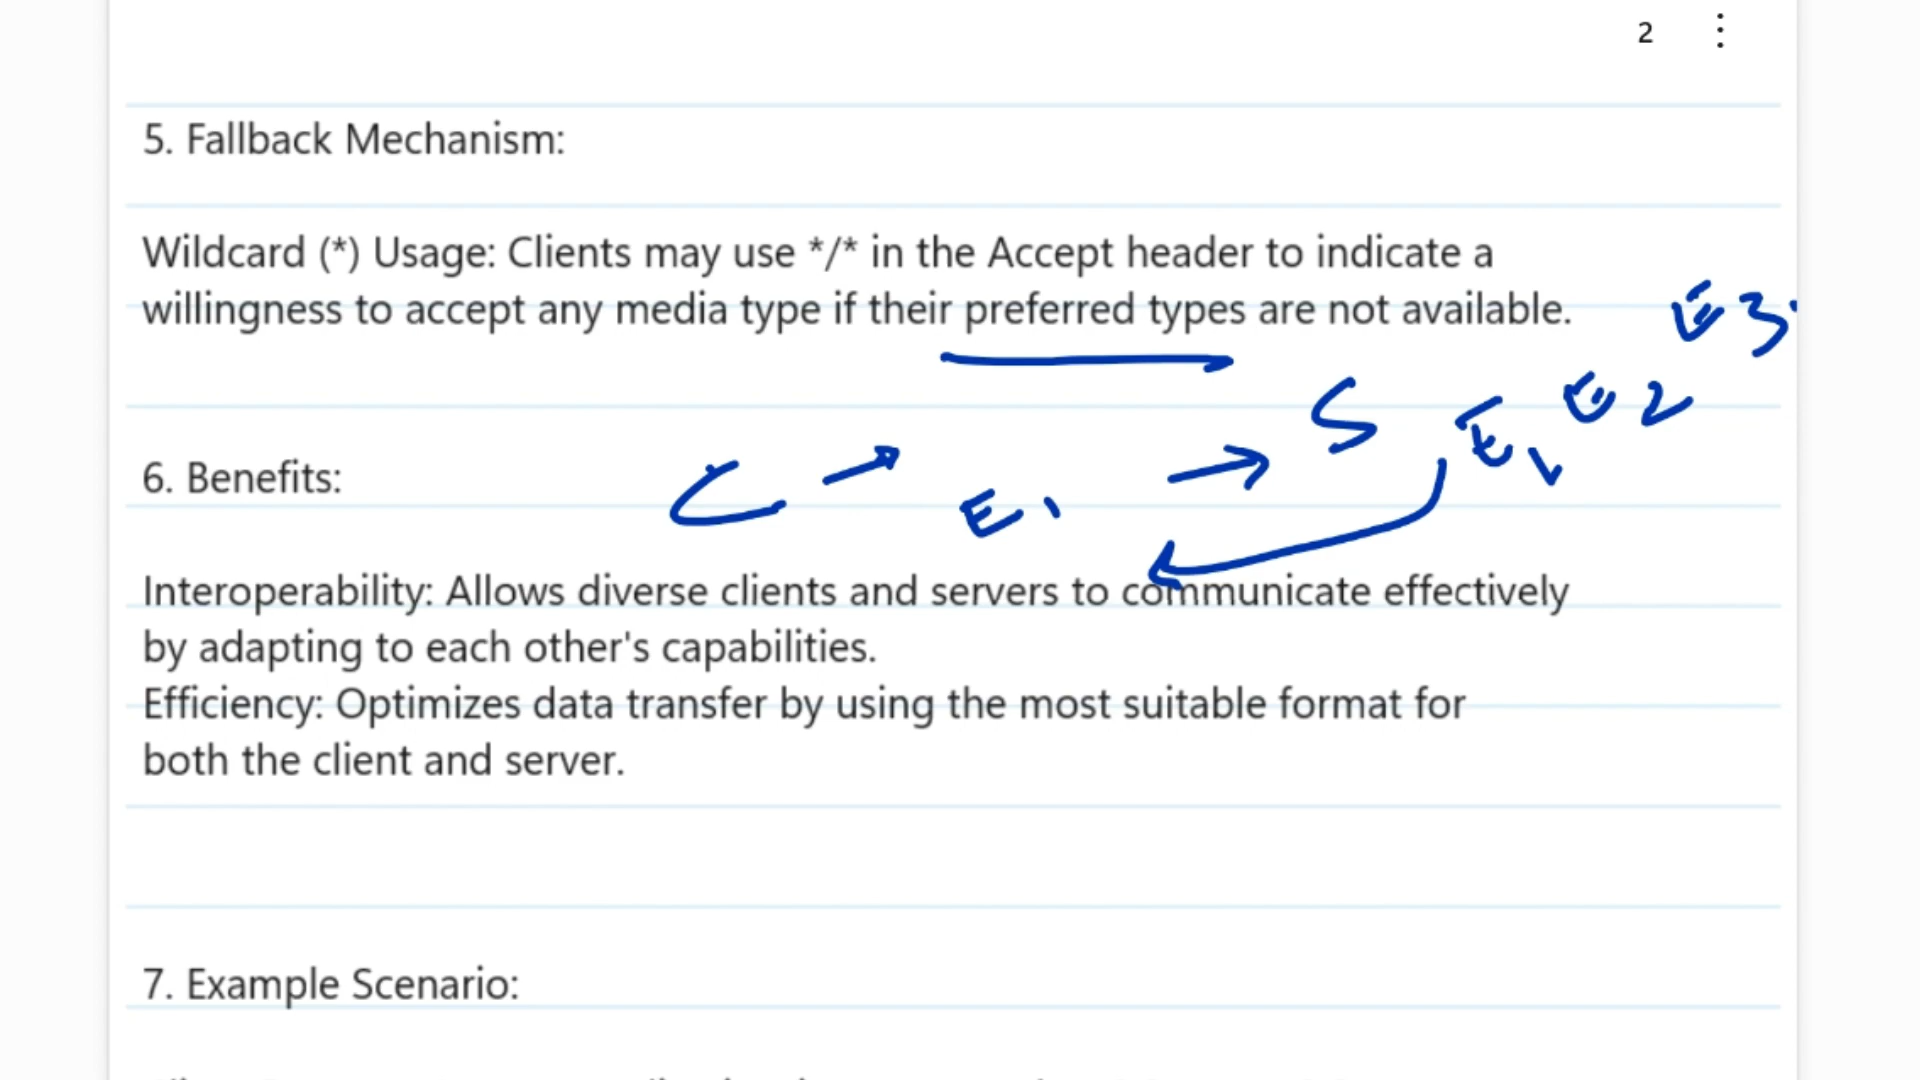 2
5. Fallback Mechanism:
Wildcard (*) Usage: Clients may use */* in the Accept header to indicate a
willingness to accept any media type if their preferred types are not available.
E3
S E1 E2
6. Benefits:
C E1
Interoperability: Allows diverse clients and servers to communicate effectively
by adapting to each other's capabilities.
Efficiency: Optimizes data transfer by using the most suitable format for
both the client and server.
7. Example Scenario: